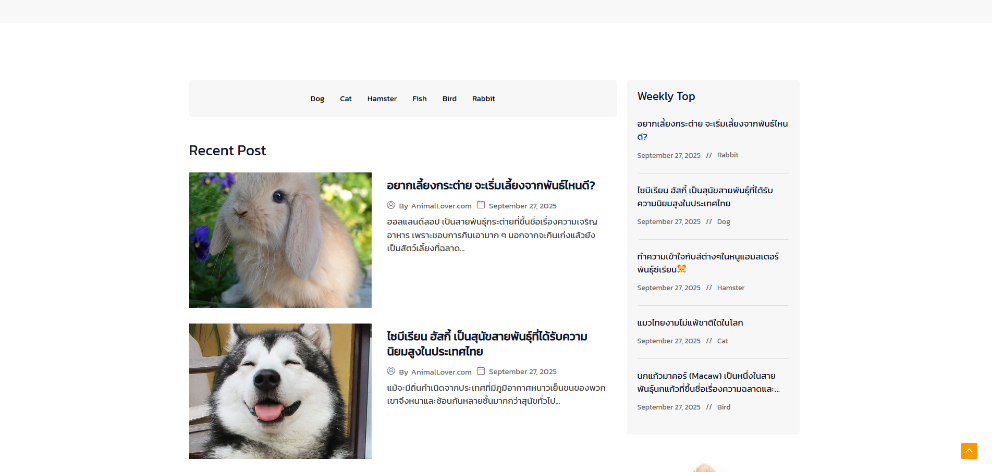 Dog Cat Hamster Fish Bird Rabbit
Recent Post
อยากเลี้ยงกระต่าย จะเริ่มเลี้ยงจากพันธุ์ไหนดี?
By AnimalLover.com September 27, 2025
ฮอลแลนด์ลอป เป็นสายพันธุ์กระต่ายที่ขึ้นชื่อเรื่องความเจริญ
อาหาร เพราะชอบการกินเอามาก ๆ นอกจากจะกินเก่งแล้วยัง
เป็นสัตว์เลี้ยงที่ฉลาด...
ไซบีเรียน ฮัสกี้ เป็นสุนัขสายพันธุ์ที่ได้รับความ
นิยมสูงในประเทศไทย
By AnimalLover.com September 27, 2025
แม้จะมีถิ่นกำเนิดจากประเทศที่มีภูมิอากาศหนาวเย็นขนของพวก
เขาจึงหนาและซ้อนกันหลายชั้นมากกว่าสุนัขทั่วไป...
Weekly Top
อยากเลี้ยงกระต่าย จะเริ่มเลี้ยงจากพันธุ์ไหน
ดี?
September 27, 2025 // Rabbit
ไซบีเรียน ฮัสกี้ เป็นสุนัขสายพันธุ์ที่ได้รับ
ความนิยมสูงในประเทศไทย
September 27, 2025 // Dog
ทำความเข้าใจกับสีต่างๆในหนูแฮมสเตอร์
พันธุ์ซีเรียน🐹
September 27, 2025 // Hamster
แมวไทยงามไม่แพ้ชาติใดในโลก
September 27, 2025 // Cat
นกแก้วมาคอร์ (Macaw) เป็นหนึ่งในสาย
พันธุ์นกแก้วที่ขึ้นชื่อเรื่องความฉลาดและ...
September 27, 2025 // Bird